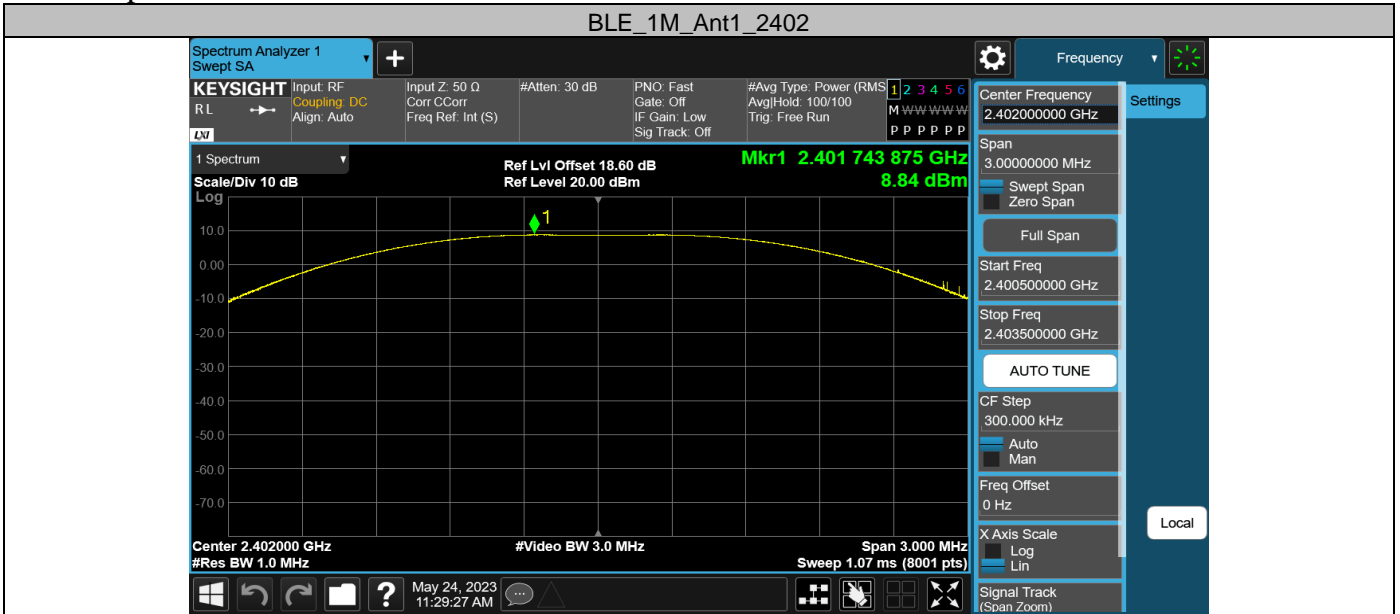 BLE_1M_Ant1_2402
Spectrum Analyzer 1
Swept SA
+
Frequency
KEYSIGHT
RL
LXI
Input: RF
Coupling: DC
Align: Auto
Input Z: 50 Ω
Corr CCorr
Freq Ref: Int (S)
#Atten: 30 dB
PNO: Fast
Gate: Off
IF Gain: Low
Sig Track: Off
#Avg Type: Power (RMS
Avg|Hold: 100/100
Trig: Free Run
1 2 3 4 5 6
M W W W W W
P P P P P P
1 Spectrum
Scale/Div 10 dB
Log
Ref Lvl Offset 18.60 dB
Ref Level 20.00 dBm
Mkr1 2.401 743 875 GHz
8.84 dBm
1
10.0
0.00
-10.0
-20.0
-30.0
-40.0
-50.0
-60.0
-70.0
Center 2.402000 GHz
#Res BW 1.0 MHz
#Video BW 3.0 MHz
Span 3.000 MHz
Sweep 1.07 ms (8001 pts)
?
May 24, 2023
11:29:27 AM
Center Frequency
2.402000000 GHz
Span
3.00000000 MHz
Swept Span
Zero Span
Full Span
Start Freq
2.400500000 GHz
Stop Freq
2.403500000 GHz
AUTO TUNE
CF Step
300.000 kHz
Auto
Man
Freq Offset
0 Hz
X Axis Scale
Log
Lin
Signal Track
(Span Zoom)
Settings
Local